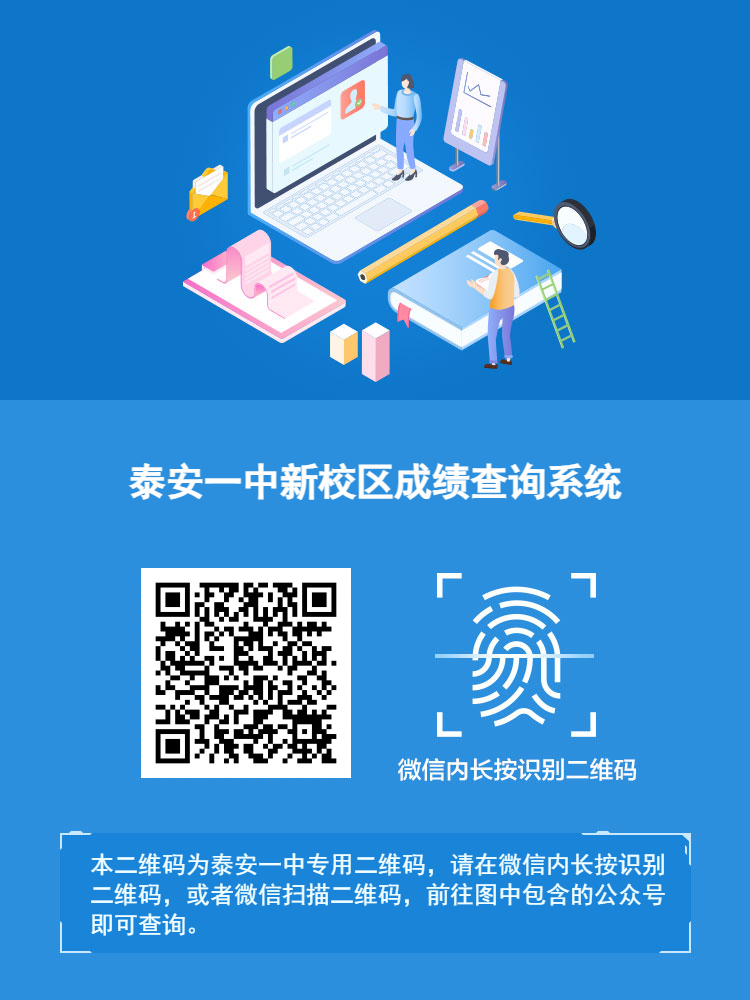 泰安一中新校区成绩查询系统
微信内长按识别二维码
本二维码为泰安一中专用二维码，请在微信内长按识别
二维码，或者微信扫描二维码，前往图中包含的公众号
即可查询。